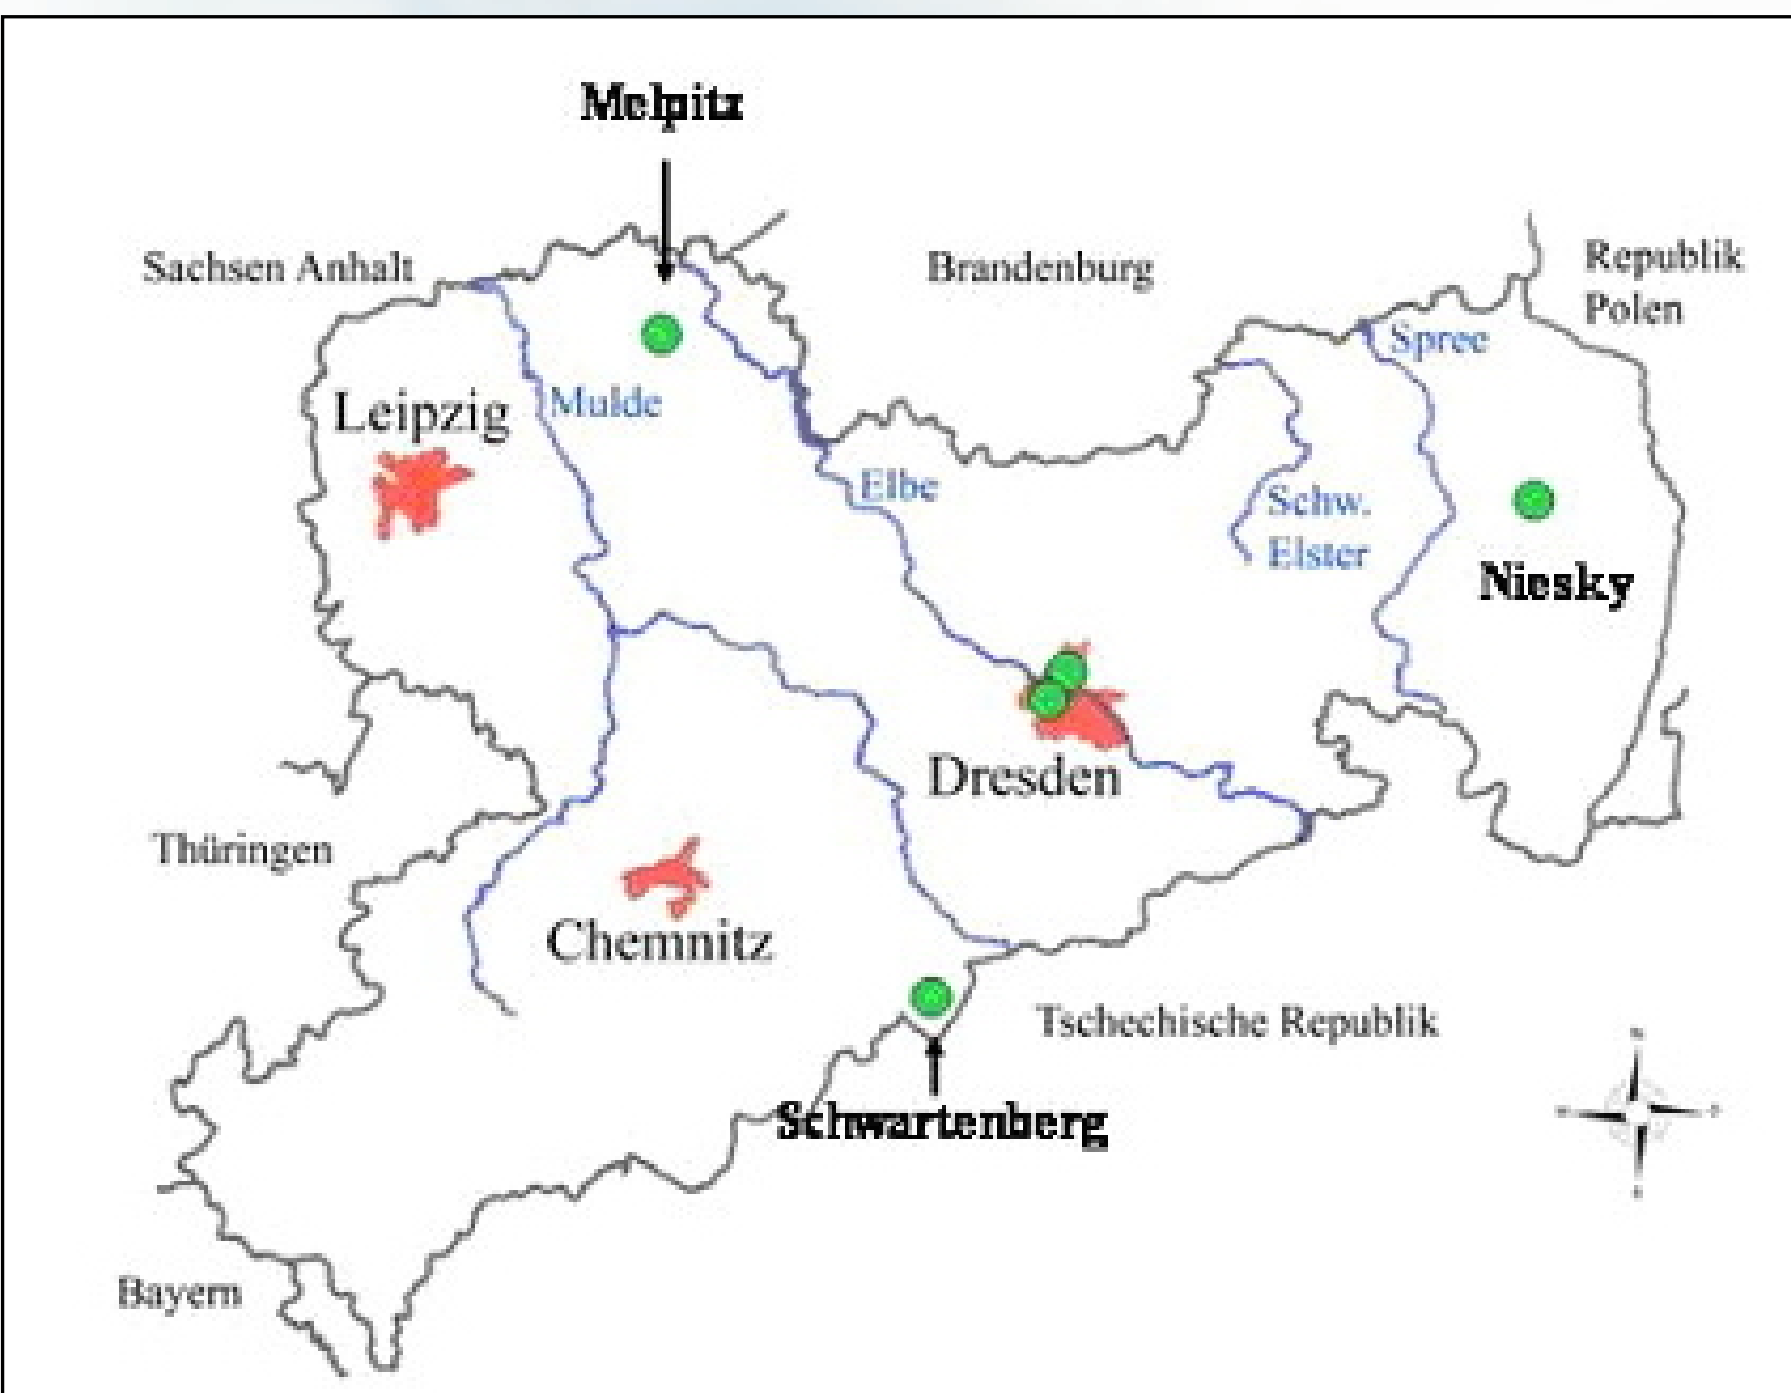 Melpitz
Sachsen Anhalt
Brandenburg
Republik
Polen
Spree
Leipzig
Mulde
Elbe
Schw.
Elster
Niesky
Dresden
Thüringen
Chemnitz
Tschechische Republik
Schwartenberg
Bayern